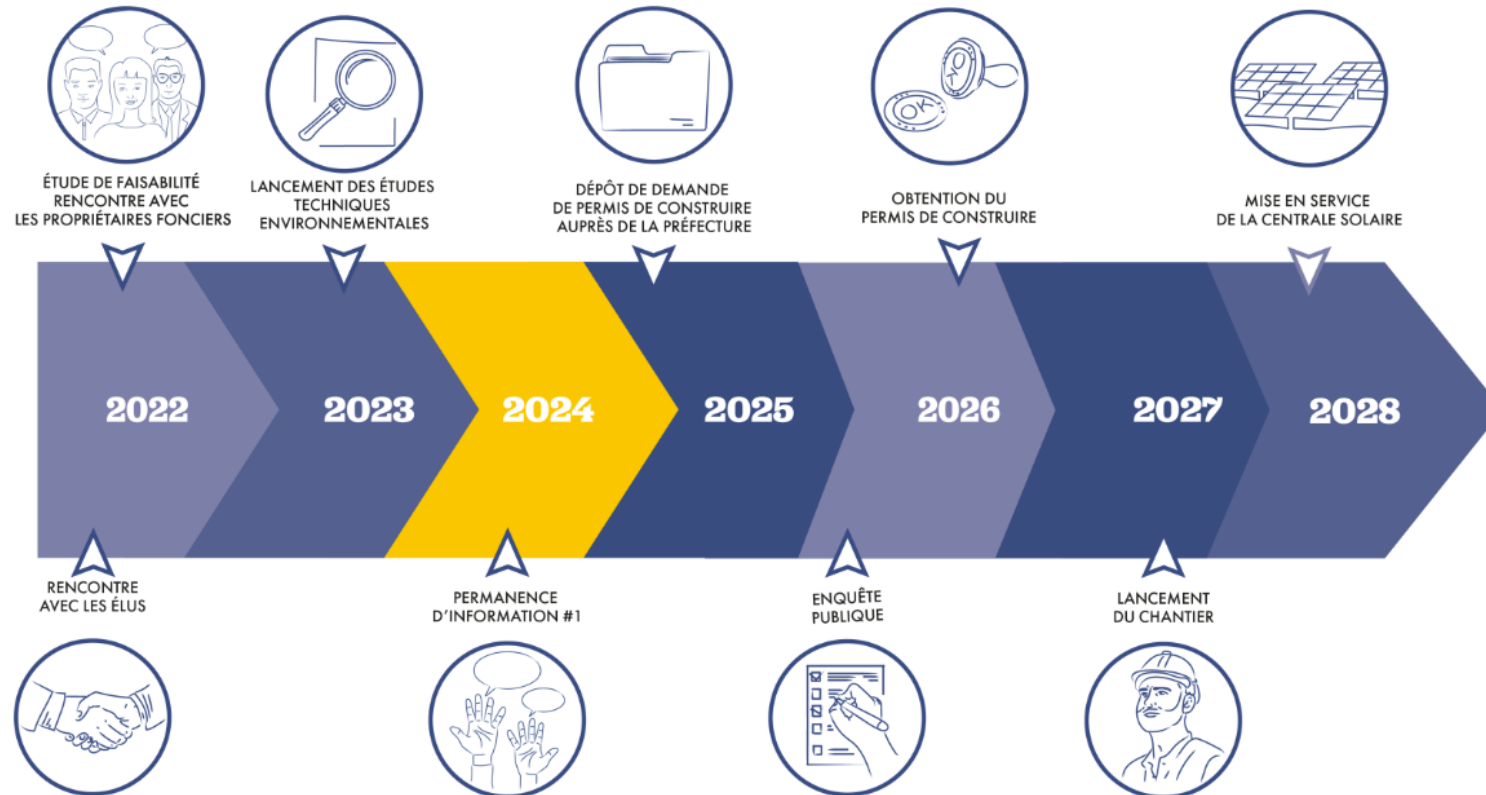 ÉTUDE DE FAISABILITÉ
RENCONTRE AVEC
LES PROPRIÉTAIRES FONCIERS
LANCEMENT DES ÉTUDES
TECHNIQUES
ENVIRONNEMENTALES
DÉPÔT DE DEMANDE
DE PERMIS DE CONSTRUIRE
AUPRÈS DE LA PRÉFECTURE
OK
OK
OBTENTION DU
PERMIS DE CONSTRUIRE
MISE EN SERVICE
DE LA CENTRALE SOLAIRE
2022
2023
2024
2025
2026
2027
2028
RENCONTRE
AVEC LES ÉLUS
PERMANENCE
D'INFORMATION #1
ENQUÊTE
PUBLIQUE
LANCEMENT
DU CHANTIER